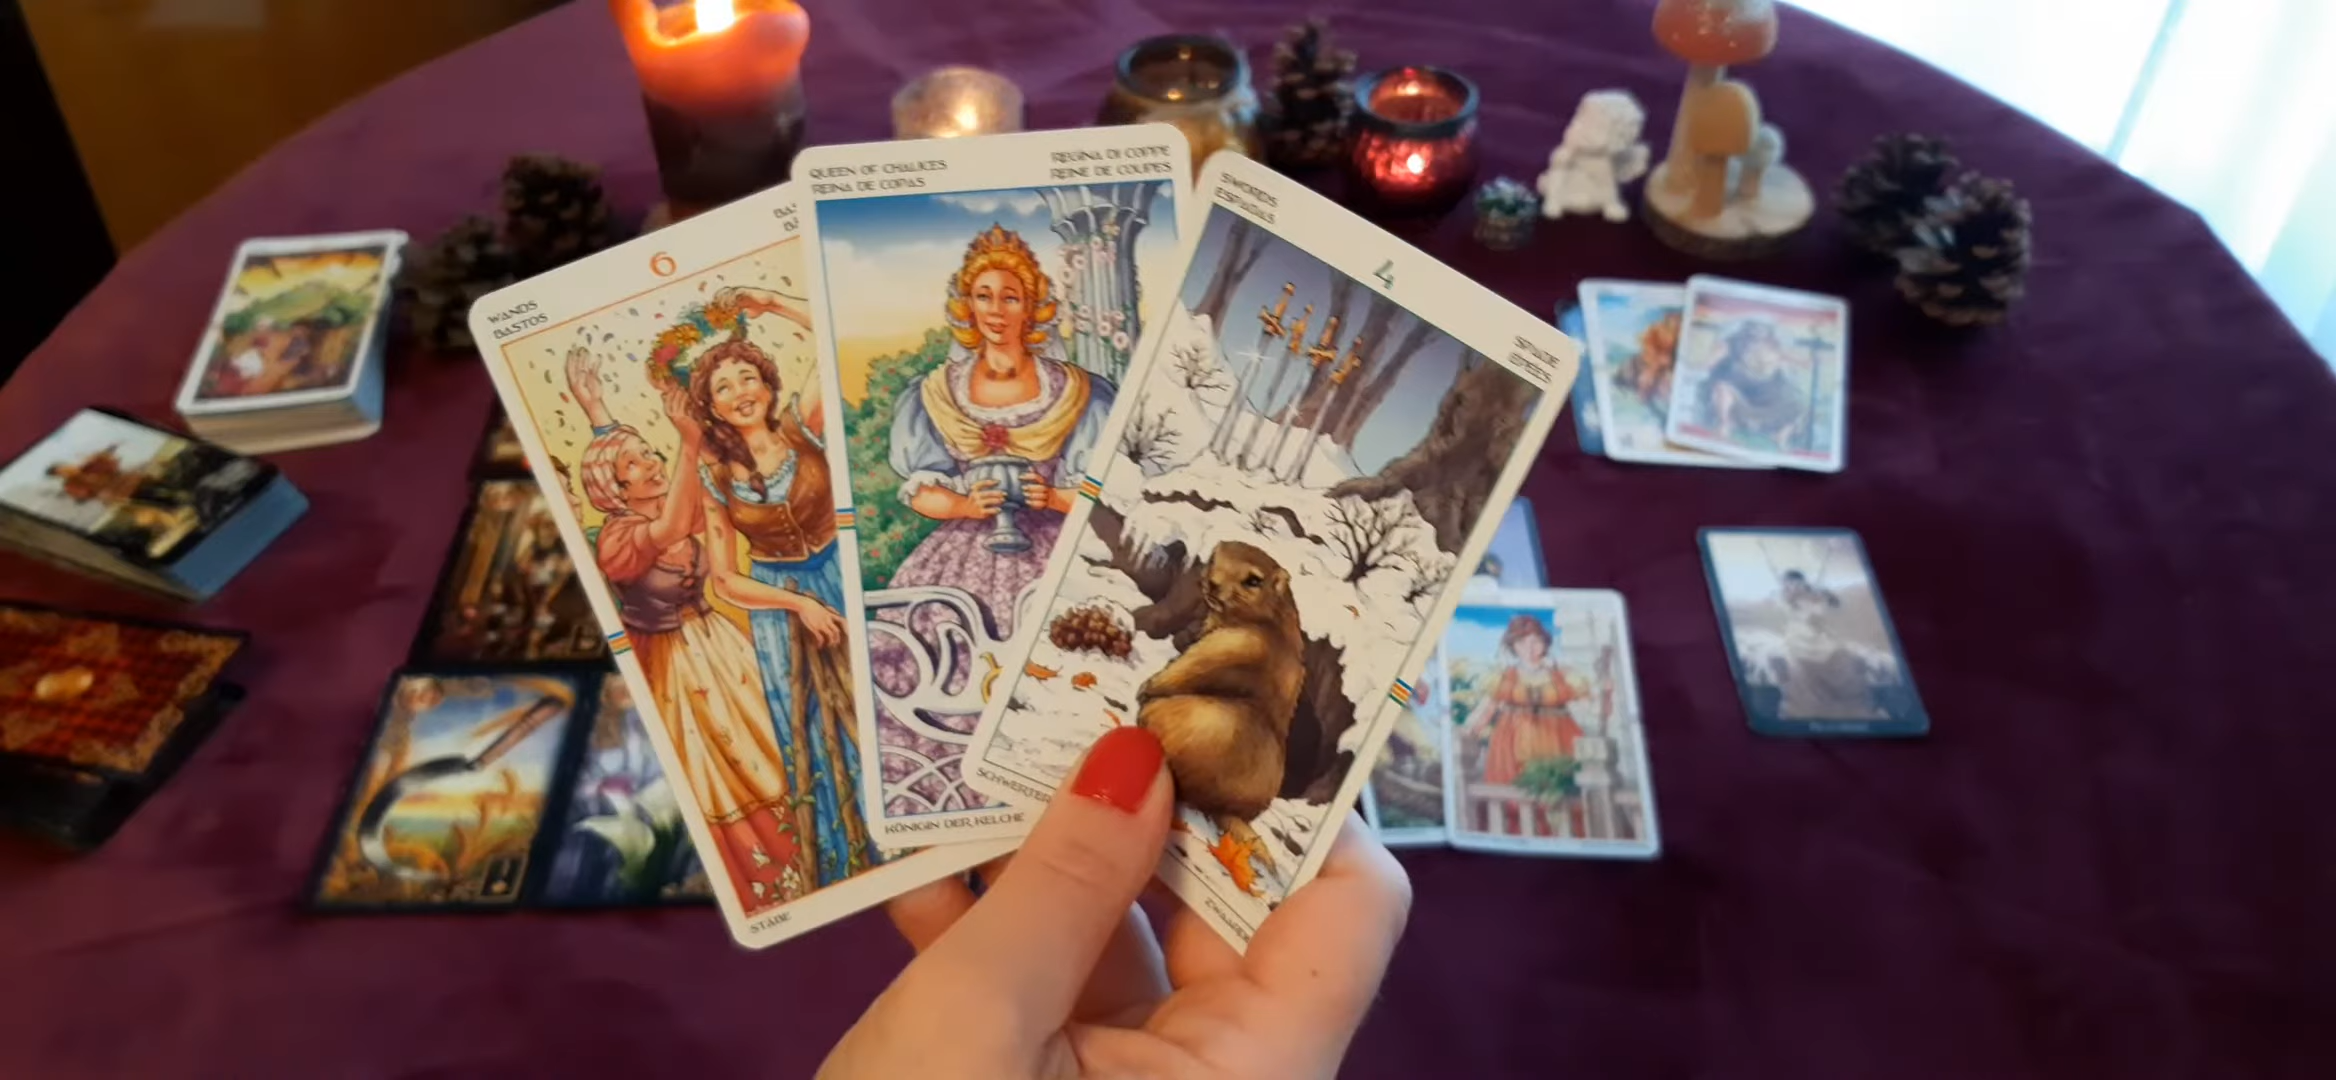 6
WANDS
BASTOS
STÄBE
QUEEN OF CHALICES
REINA DE COPAS
REGINA DI COPPE
REINE DE COUPES
KÖNIGIN DER KELCHE
SWORDS
ESPADAS
4
SPADE
EPEES
SCHWERTER